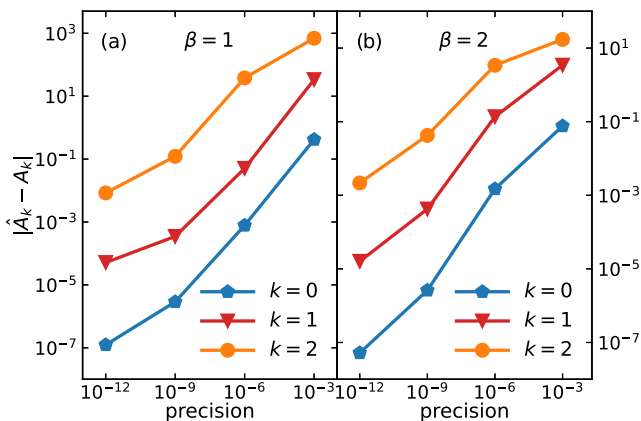 (a) β = 1
(b) β = 2
|Â_k − A_k|
10^3
10^1
10^−1
10^−3
10^−5
10^−7
10^1
10^−1
10^−3
10^−5
10^−7
k = 0
k = 1
k = 2
k = 0
k = 1
k = 2
10^−12 10^−9 10^−6 10^−3
10^−12 10^−9 10^−6 10^−3
precision
precision